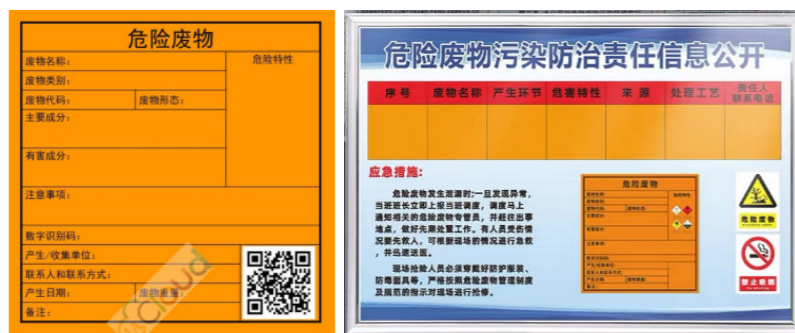 危险废物
废物名称：
危险特性
废物类别：
废物代码：
废物形态：
主要成分：
有害成分：
注意事项：
数字识别码：
产生/收集单位：
联系人和联系方式：
产生日期：
废物重量：
备注：
危险废物污染防治责任信息公开
序号
废物名称
产生环节
危害特性
来源
处理工艺
责任人
联系电话
应急措施：
危险废物发生泄漏时;一旦发现异常，
当班班长立即上报当班调度，调度马上
通知相关的危险废物专管员，并赶往出事
地点，做好先期处置工作。有人员受伤情
况要先救人，可根据现场的情况进行急救
，并迅速送医。
现场抢险人员必须穿戴好防护服装、
防毒面具等，严格按照危险废物管理制度
及规范的指示对现场进行抢修。
危险废物
危险废物
禁止吸烟